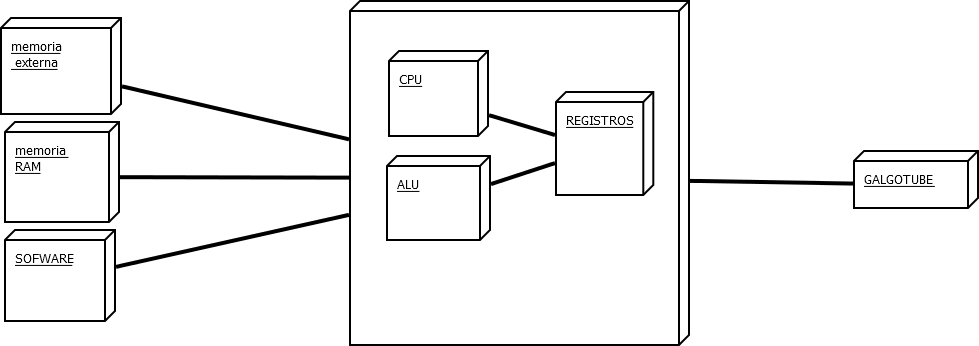 memoria
externa
memoria
RAM
SOFWARE
CPU
ALU
REGISTROS
GALGOTUBE